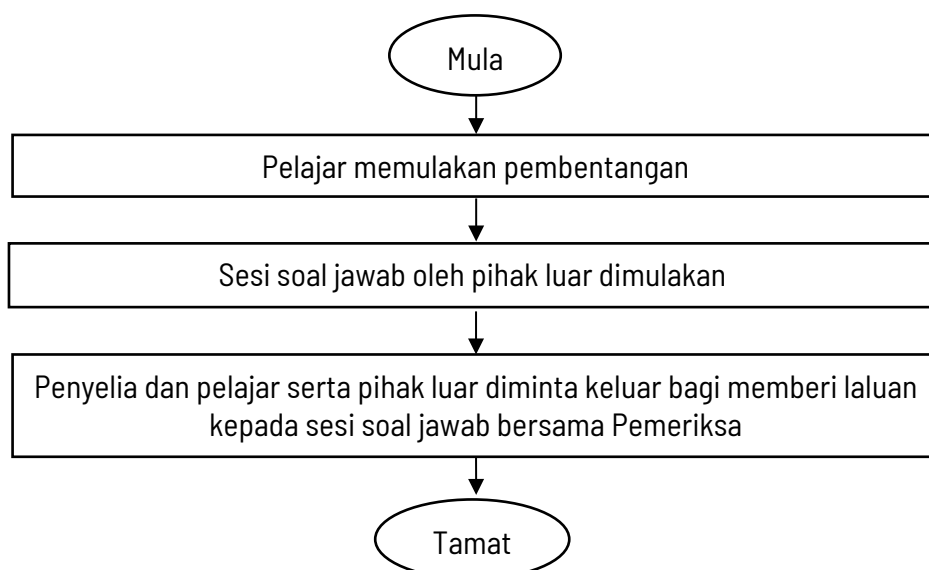 Mula
Pelajar memulakan pembentangan
Sesi soal jawab oleh pihak luar dimulakan
Penyelia dan pelajar serta pihak luar diminta keluar bagi memberi laluan
kepada sesi soal jawab bersama Pemeriksa
Tamat